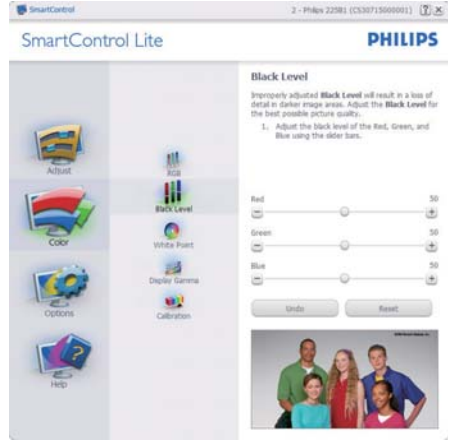 SmartControl
2 - Philips 225B1 (CS30715000001)
SmartControl Lite
PHILIPS
Adjust
Color
Options
Help
RGB
Black Level
White Point
Display Gamma
Calibration
Black Level
Improperly adjusted Black Level will result in a loss of
detail in darker image areas. Adjust the Black Level for
the best possible picture quality.
1. Adjust the black level of the Red, Green, and
Blue using the slider bars.
Red 50
Green 50
Blue 50
Undo Reset